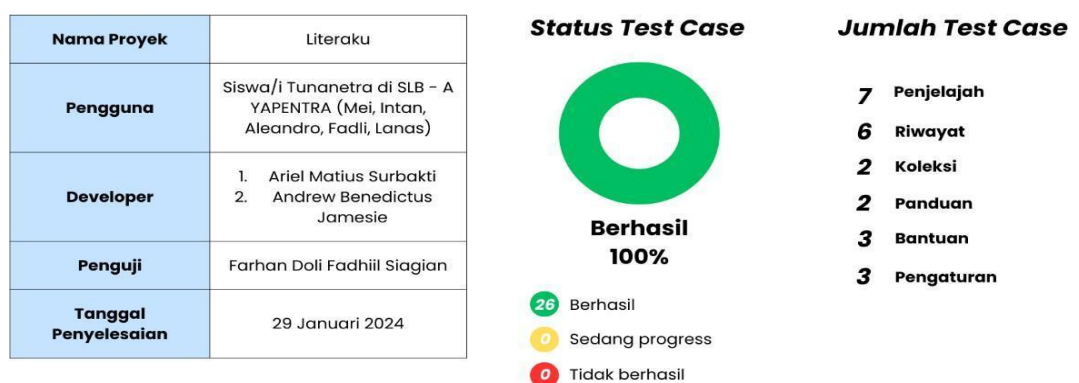 Nama Proyek
Literaku
Pengguna
Siswa/i Tunanetra di SLB - A
YAPENTRA (Mei, Intan,
Aleandro, Fadli, Lanas)
Developer
1. Ariel Matius Surbakti
2. Andrew Benedictus
Jamesie
Penguji
Farhan Doli Fadhiil Siagian
Tanggal
Penyelesaian
29 Januari 2024
Status Test Case
Berhasil
100%
26 Berhasil
0 Sedang progress
0 Tidak berhasil
Jumlah Test Case
7 Penjelajah
6 Riwayat
2 Koleksi
2 Panduan
3 Bantuan
3 Pengaturan